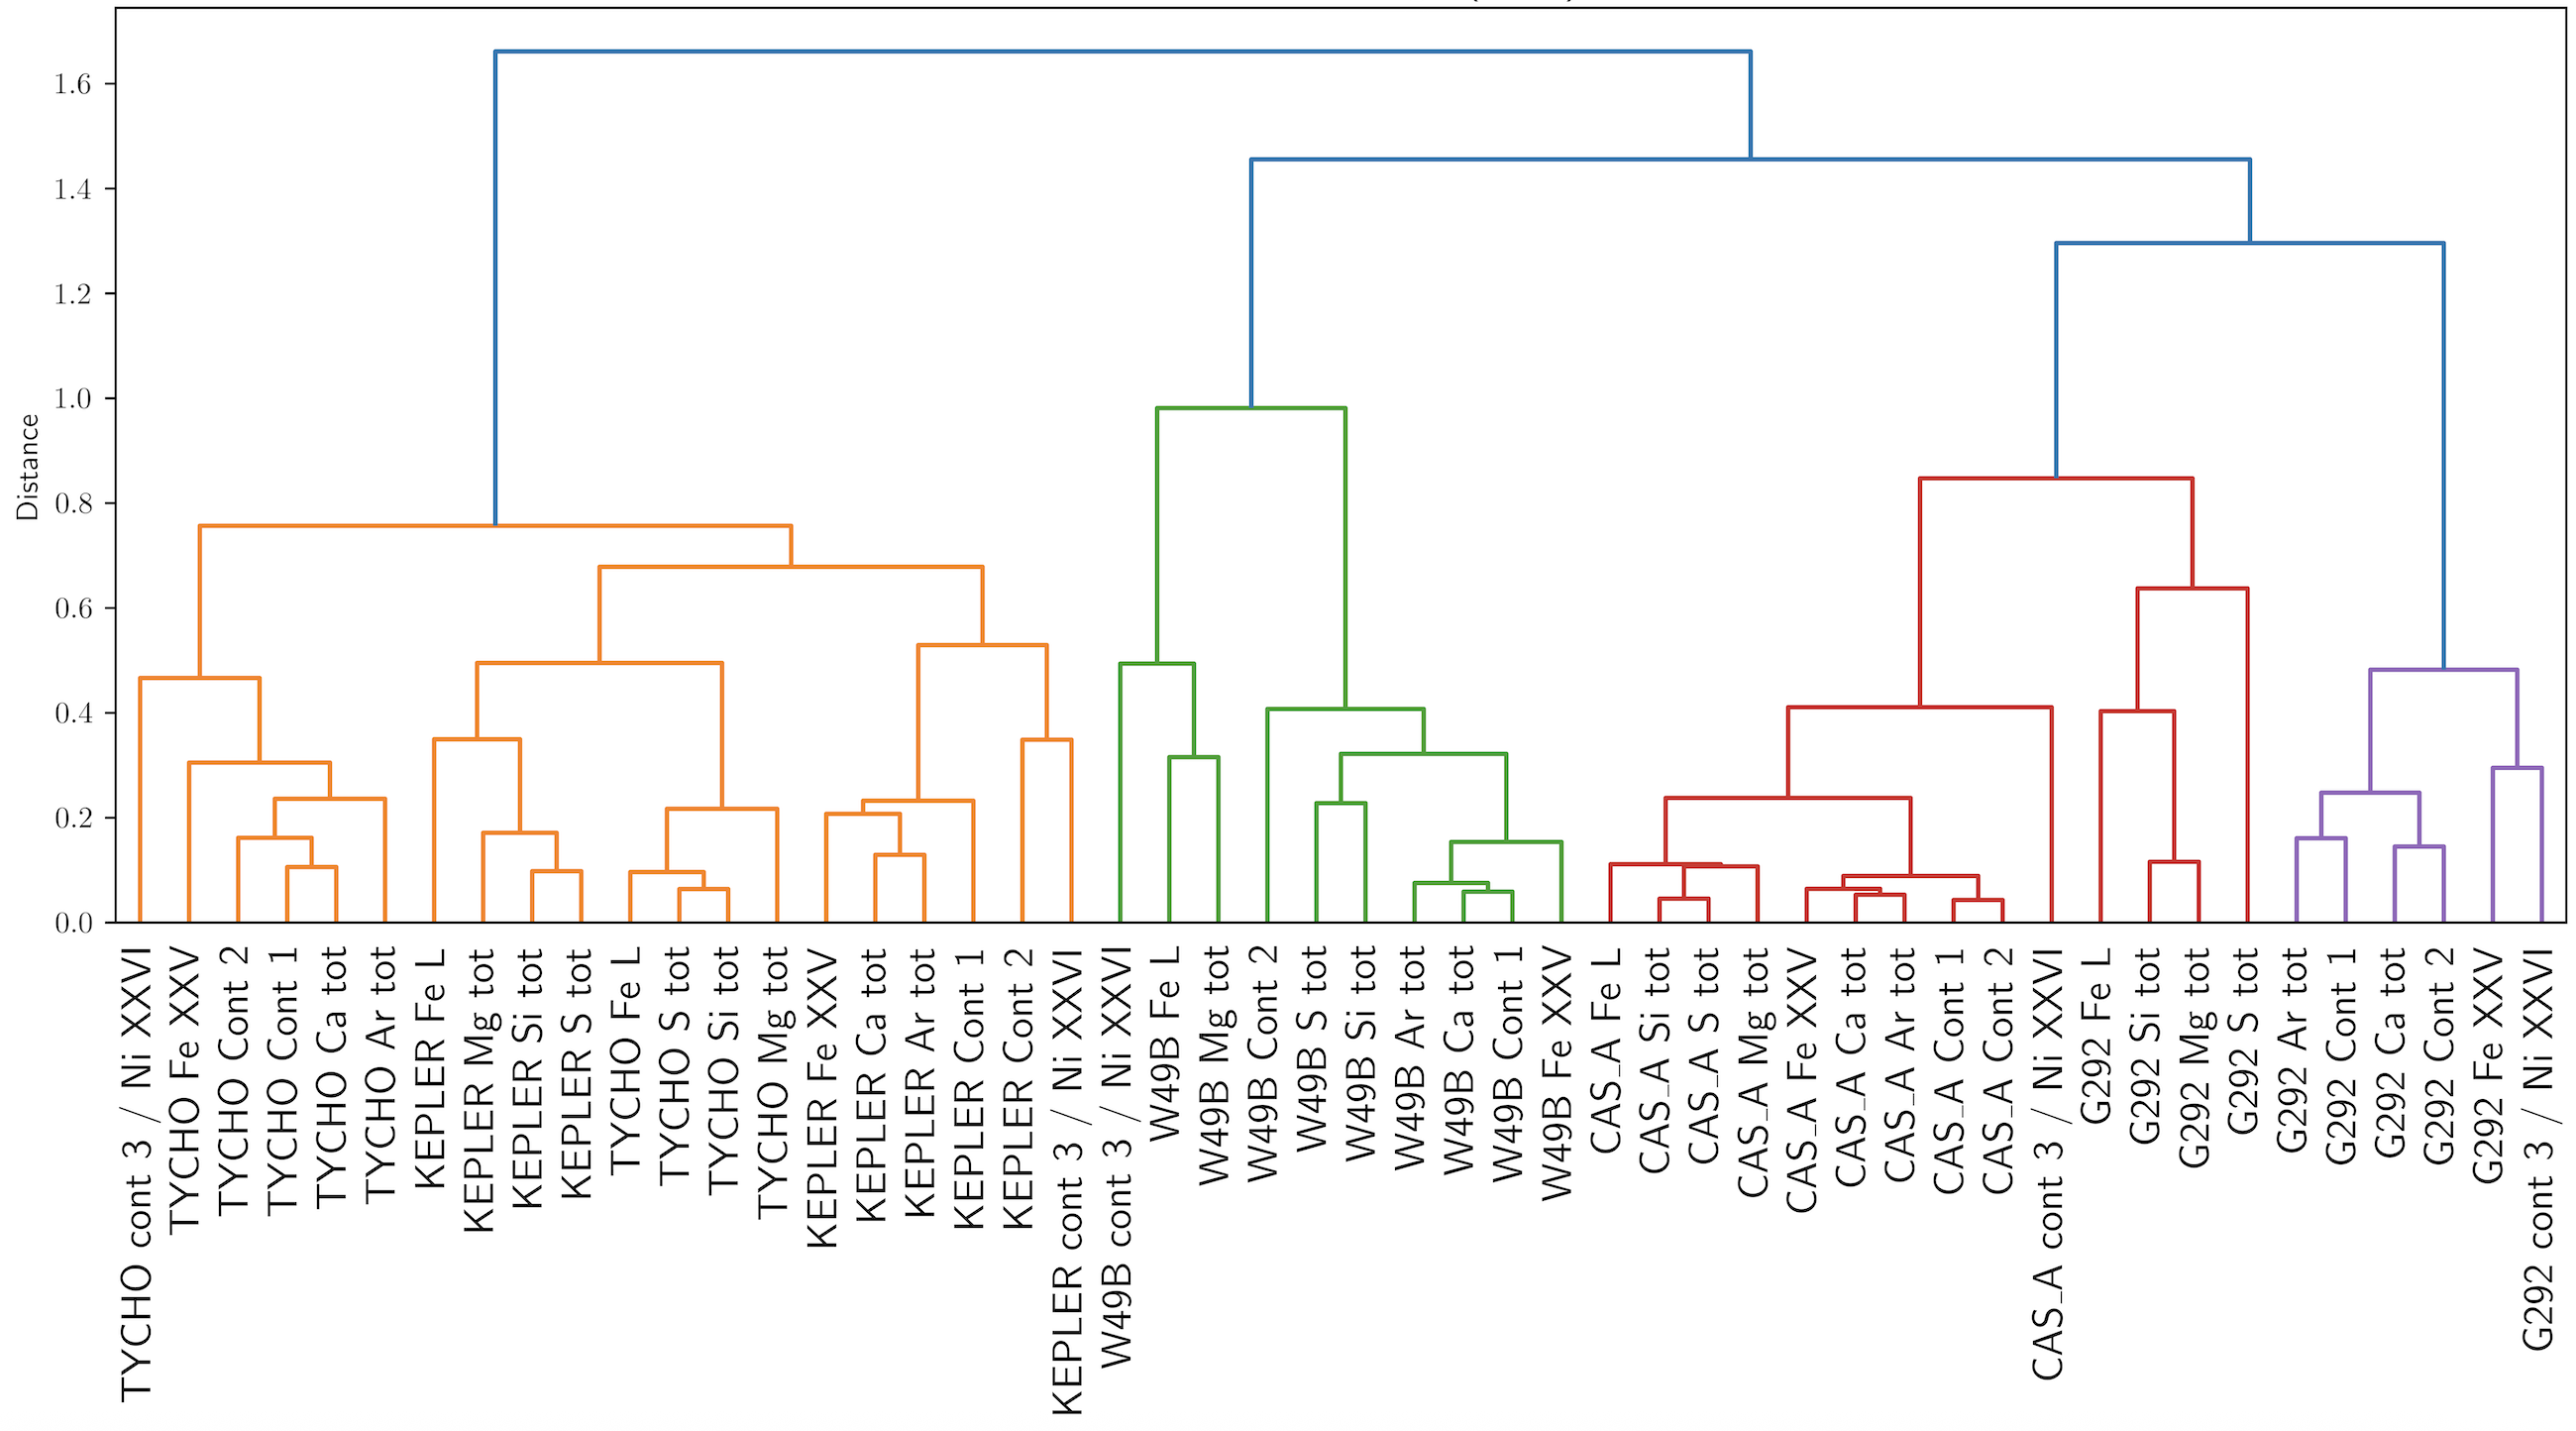 1.6
1.4
1.2
1.0
0.8
0.6
0.4
0.2
0.0
Distance
TYCHO cont 3 / Ni XXVI
TYCHO Fe XXV
TYCHO Cont 2
TYCHO Cont 1
TYCHO Ca tot
TYCHO Ar tot
KEPLER Fe L
KEPLER Mg tot
KEPLER Si tot
KEPLER S tot
TYCHO Fe L
TYCHO S tot
TYCHO Si tot
TYCHO Mg tot
KEPLER Fe XXV
KEPLER Ca tot
KEPLER Ar tot
KEPLER Cont 1
KEPLER Cont 2
KEPLER cont 3 / Ni XXVI
W49B cont 3 / Ni XXVI
W49B Fe L
W49B Mg tot
W49B Cont 2
W49B S tot
W49B Si tot
W49B Ar tot
W49B Ca tot
W49B Cont 1
W49B Fe XXV
CAS_A Fe L
CAS_A Si tot
CAS_A S tot
CAS_A Mg tot
CAS_A Fe XXV
CAS_A Ca tot
CAS_A Ar tot
CAS_A Cont 1
CAS_A Cont 2
CAS_A cont 3 / Ni XXVI
G292 Fe L
G292 Si tot
G292 Mg tot
G292 S tot
G292 Ar tot
G292 Cont 1
G292 Ca tot
G292 Cont 2
G292 Fe XXV
G292 cont 3 / Ni XXVI